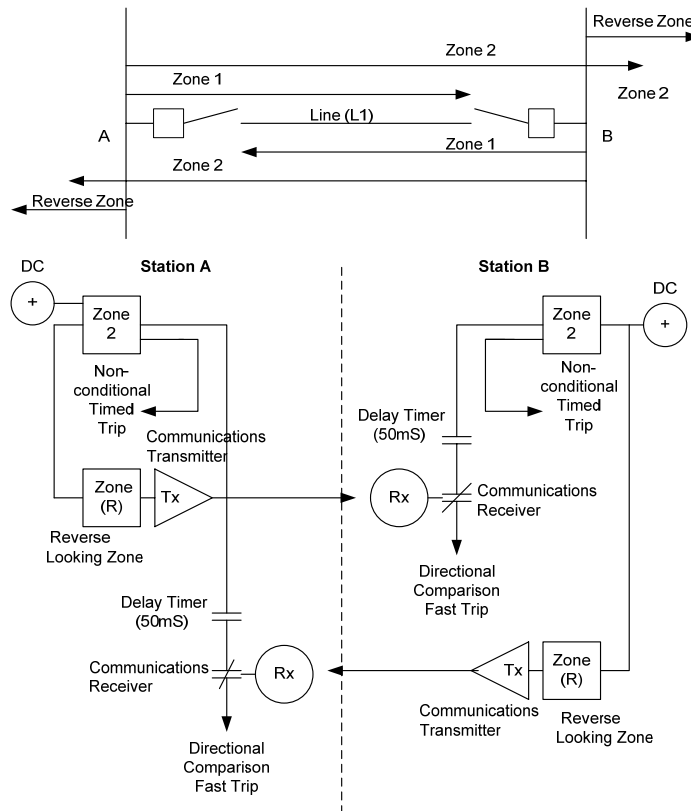 Reverse Zone
Zone 2
Zone 1
Zone 2
Line (L1)
A
B
Zone 1
Zone 2
Reverse Zone
Station A
Station B
DC
+
Zone
2
Non-
conditional
Timed
Trip
Communications
Transmitter
Zone
(R)
Tx
Reverse
Looking Zone
Delay Timer
(50mS)
Communications
Receiver
Rx
Directional
Comparison
Fast Trip
DC
+
Zone
2
Non-
conditional
Timed
Trip
Delay Timer
(50mS)
Rx
Communications
Receiver
Directional
Comparison
Fast Trip
Tx
Zone
(R)
Communications
Transmitter
Reverse
Looking Zone